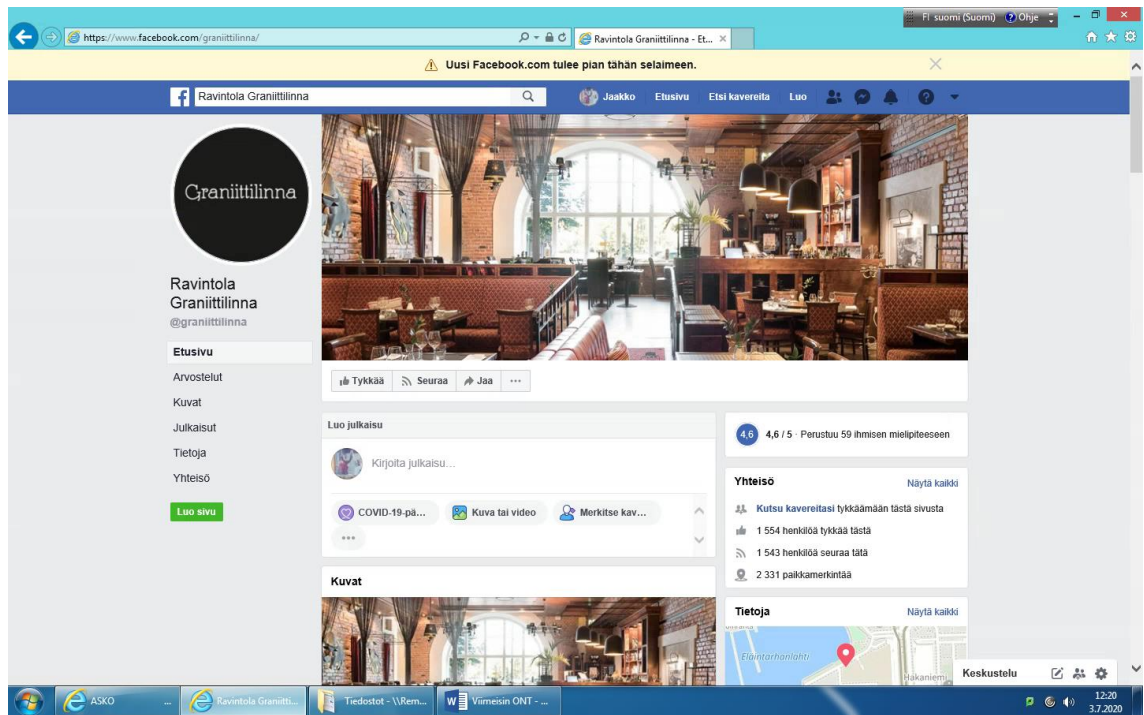 FI suomi (Suomi) Ohje
https://www.facebook.com/graniittilinna/
Ravintola Graniittilinna - Et...
Uusi Facebook.com tulee pian tähän selaimeen.
Ravintola Graniittilinna
Jaakko Etusivu Etsi kavereita Luo
Graniittilinna
Ravintola
Graniittilinna
@graniittilinna
Etusivu
Arvostelut
Kuvat
Julkaisut
Tietoja
Yhteisö
Luo sivu
Tykkää Seuraa Jaa ...
Luo julkaisu
Kirjoita julkaisu...
COVID-19-pä... Kuva tai video Merkitse kav...
...
Kuvat
4,6 4,6 / 5 · Perustuu 59 ihmisen mielipiteeseen
Yhteisö Näytä kaikki
Kutsu kavereitasi tykkäämään tästä sivusta
1 554 henkilöä tykkää tästä
1 543 henkilöä seuraa tätä
2 331 paikkamerkintää
Tietoja Näytä kaikki
Eläintarhanlahti
Hakaniemi
Keskustelu
ASKO ... Ravintola Graniitti... Tiedostot - \\Rem... Viimeisin ONT - ...
12:20
3.7.2020